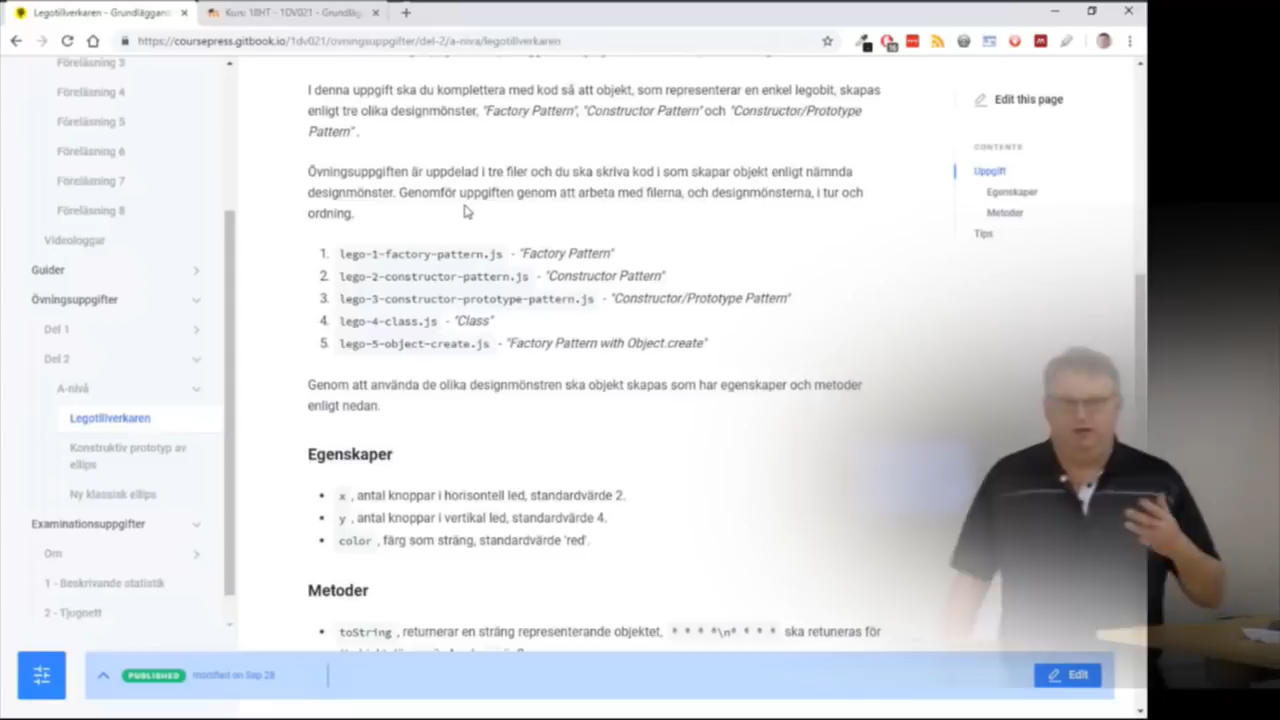 Legotillverkaren - Grundläggand
Kurs: 18HT - 1DV021 - Grundläg
https://coursepress.gitbook.io/1dv021/ovningsuppgifter/del-2/a-niva/legotillverkaren
Föreläsning 3
Föreläsning 4
Föreläsning 5
Föreläsning 6
Föreläsning 7
Föreläsning 8
Videologgar
Guider
Övningsuppgifter
Del 1
Del 2
A-nivå
Legotillverkaren
Konstruktiv prototyp av
ellips
Ny klassisk ellips
Examinationsuppgifter
Om
1 - Beskrivande statistik
2 - Tjugnett
I denna uppgift ska du komplettera med kod så att objekt, som representerar en enkel legobit, skapas
enligt tre olika designmönster, "Factory Pattern", "Constructor Pattern" och "Constructor/Prototype
Pattern".
Övningsuppgiften är uppdelad i tre filer och du ska skriva kod i som skapar objekt enligt nämnda
designmönster. Genomför uppgiften genom att arbeta med filerna, och designmönsterna, i tur och
ordning.
1. lego-1-factory-pattern.js - "Factory Pattern"
2. lego-2-constructor-pattern.js - "Constructor Pattern"
3. lego-3-constructor-prototype-pattern.js - "Constructor/Prototype Pattern"
4. lego-4-class.js - "Class"
5. lego-5-object-create.js - "Factory Pattern with Object.create"
Genom att använda de olika designmönstren ska objekt skapas som har egenskaper och metoder
enligt nedan.
Egenskaper
• x , antal knoppar i horisontell led, standardvärde 2.
• y , antal knoppar i vertikal led, standardvärde 4.
• color , färg som sträng, standardvärde 'red'.
Metoder
• toString , returnerar en sträng representerande objektet, * * * *\n* * * * ska retuneras för
Edit this page
CONTENTS
Uppgift
Egenskaper
Metoder
Tips
PUBLISHED modified on Sep 28
Edit